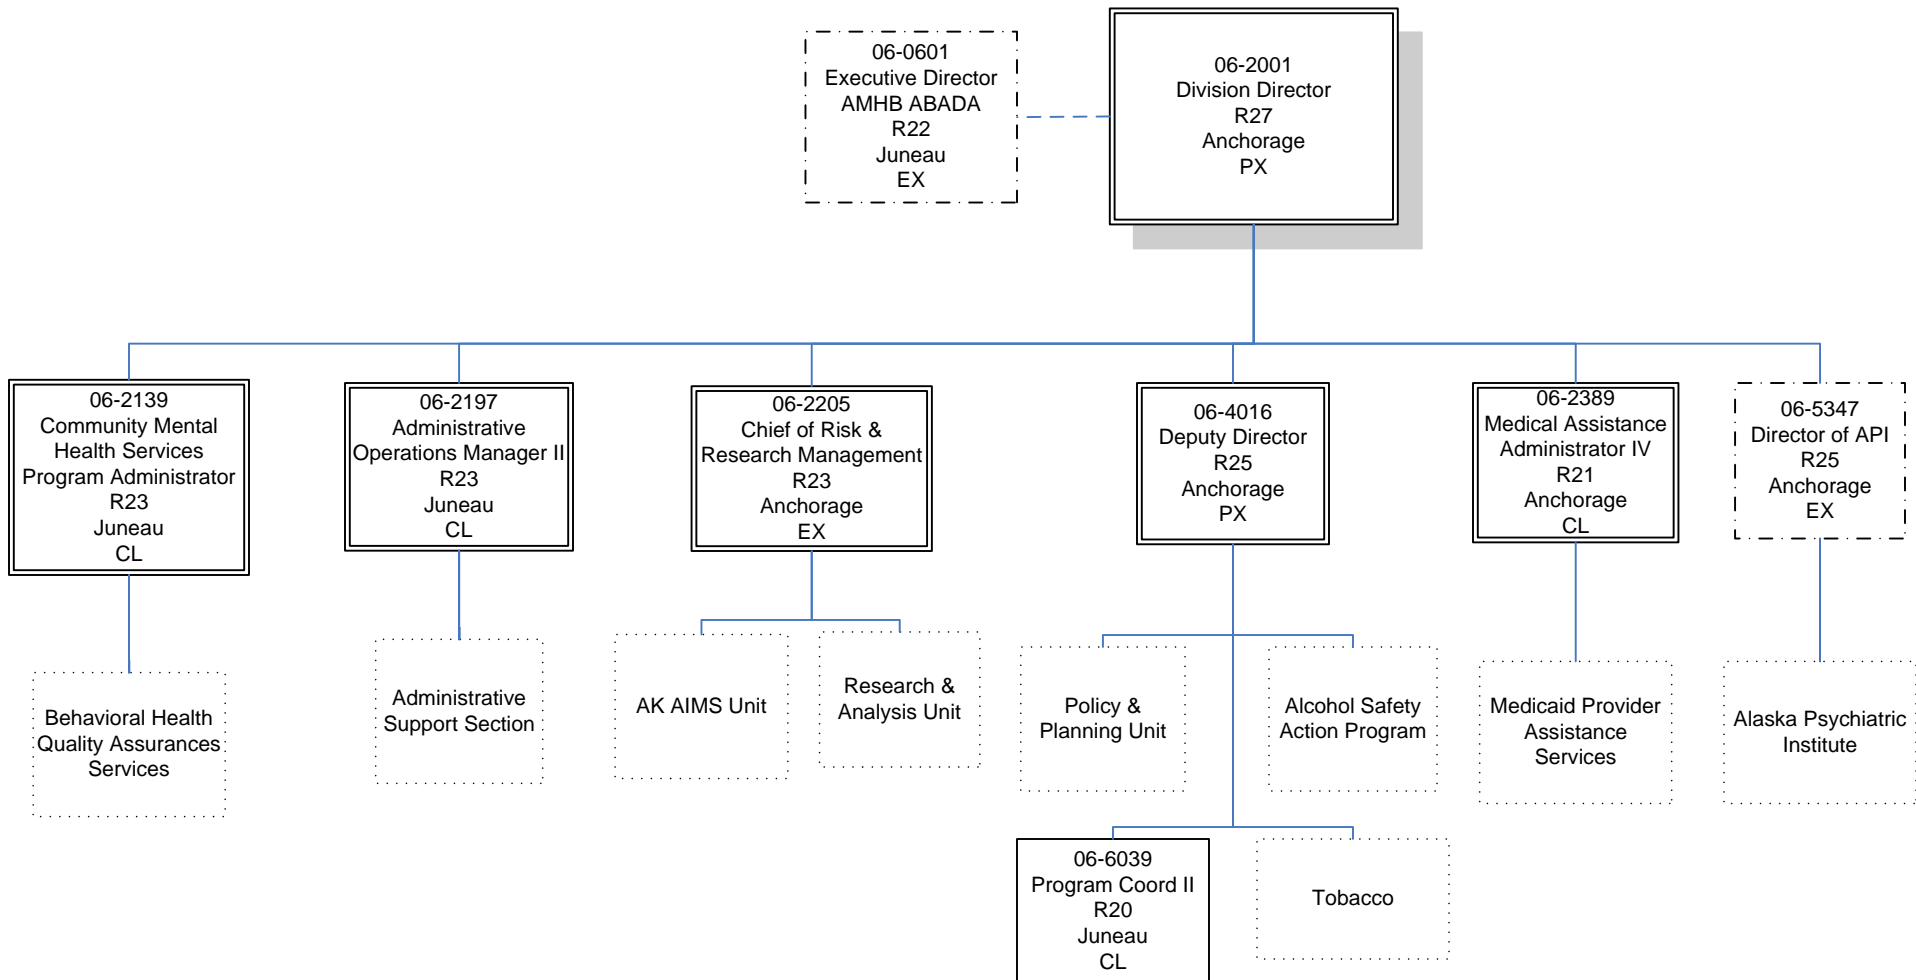 06-0601
Executive Director
AMHB ABADA
R22
Juneau
EX
06-2001
Division Director
R27
Anchorage
PX
06-2139
Community Mental
Health Services
Program Administrator
R23
Juneau
CL
06-2197
Administrative
Operations Manager II
R23
Juneau
CL
06-2205
Chief of Risk &
Research Management
R23
Anchorage
EX
06-4016
Deputy Director
R25
Anchorage
PX
06-2389
Medical Assistance
Administrator IV
R21
Anchorage
CL
06-5347
Director of API
R25
Anchorage
EX
Behavioral Health
Quality Assurances
Services
Administrative
Support Section
AK AIMS Unit
Research &
Analysis Unit
Policy &
Planning Unit
Alcohol Safety
Action Program
Medicaid Provider
Assistance
Services
Alaska Psychiatric
Institute
06-6039
Program Coord II
R20
Juneau
CL
Tobacco